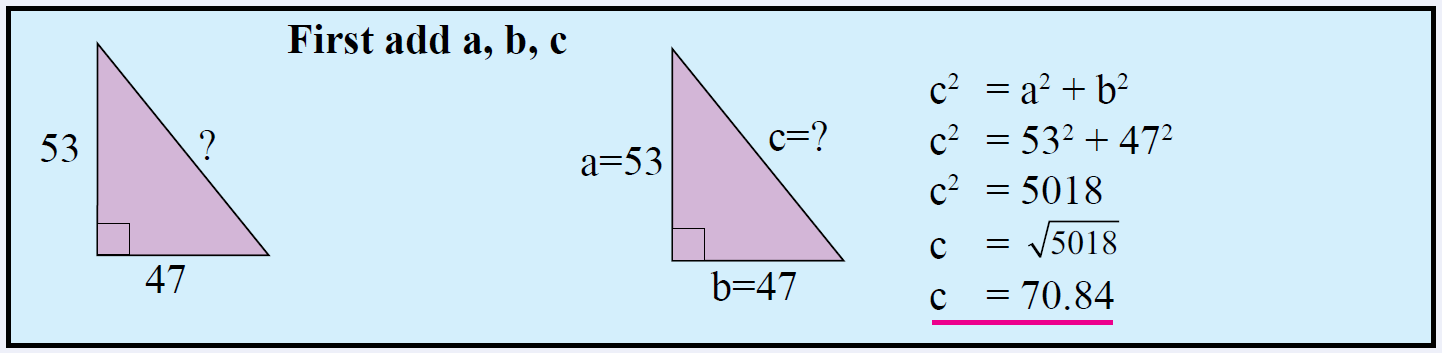 First add a, b, c
53
?
47
a=53
c=?
b=47
c² = a² + b²
c² = 53² + 47²
c² = 5018
c = √5018
c = 70.84